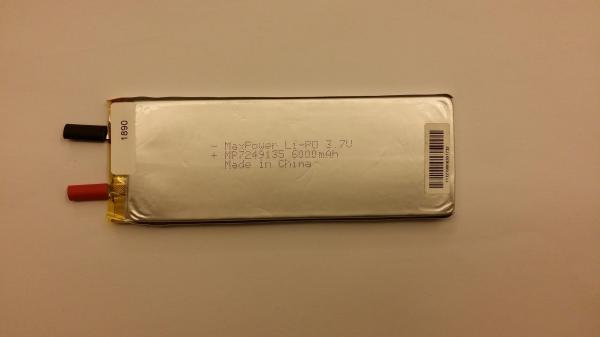 1890
- MaxPower Li-PO 3.7V
+ MP7249135 6000mAh
Made in China